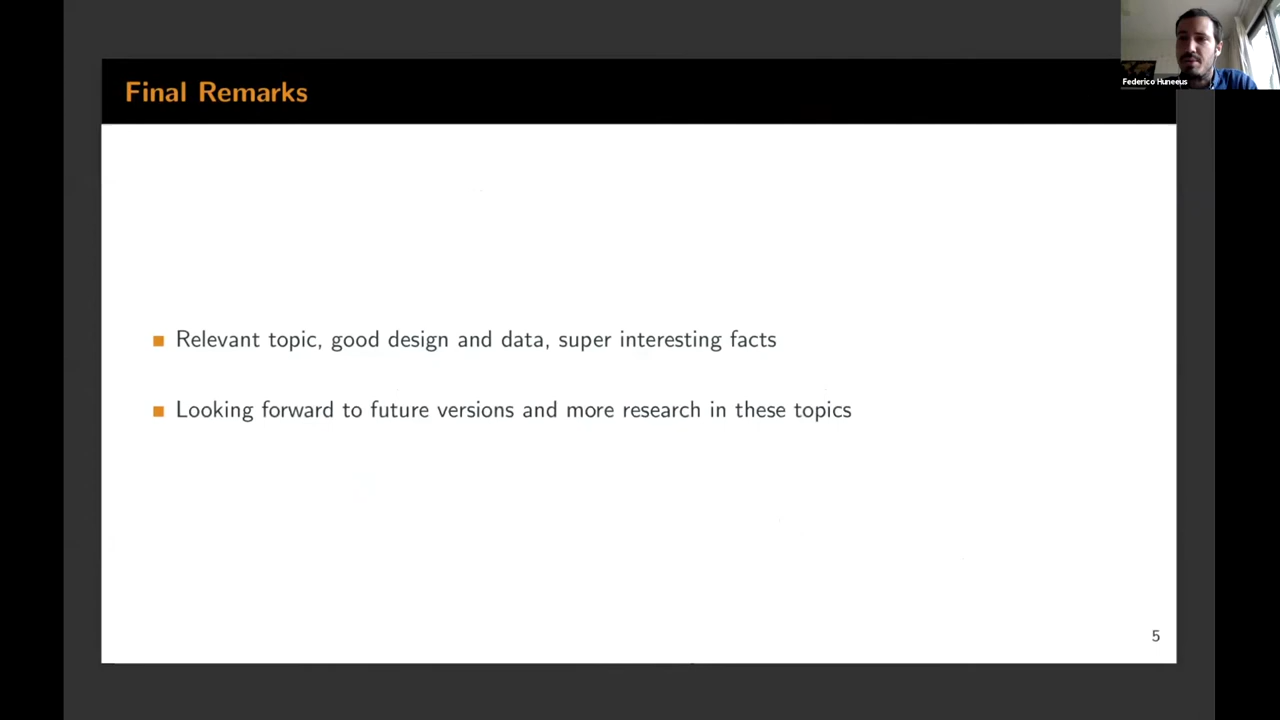 Final Remarks
Federico Huneeus
Relevant topic, good design and data, super interesting facts
Looking forward to future versions and more research in these topics
5